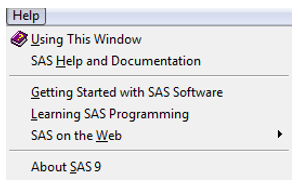 Help
Using This Window
SAS Help and Documentation
Getting Started with SAS Software
Learning SAS Programming
SAS on the Web
About SAS 9